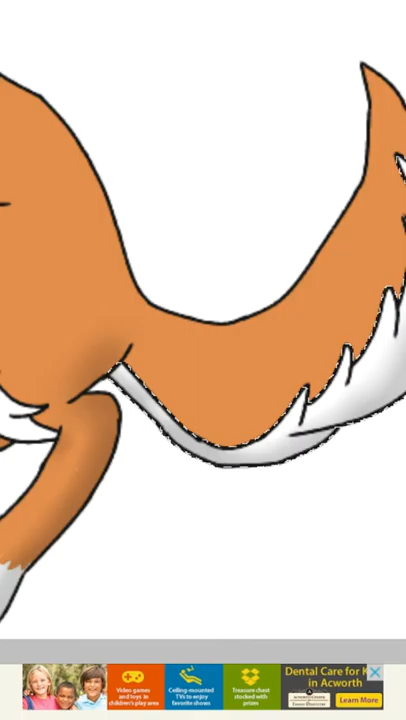 Video games
and toys in
children's play area
Ceiling-mounted
TVs to enjoy
favorite shows
Treasure chest
stocked with
prizes
Dental Care for K
in Acworth
Learn More